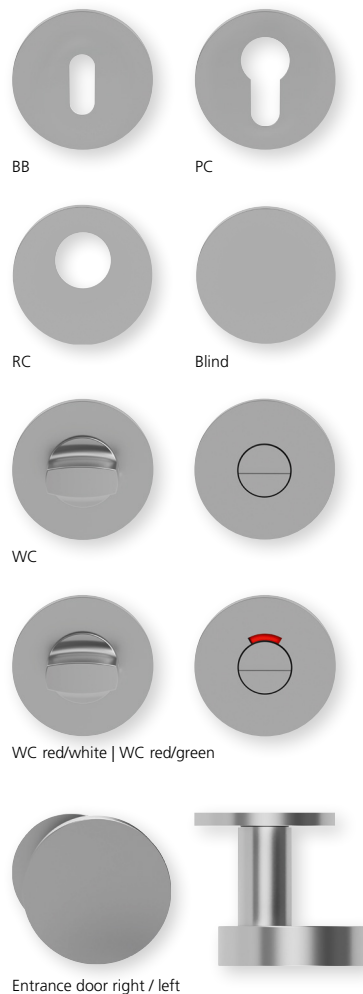 BB
PC
RC
Blind
WC
WC red/white | WC red/green
Entrance door right / left